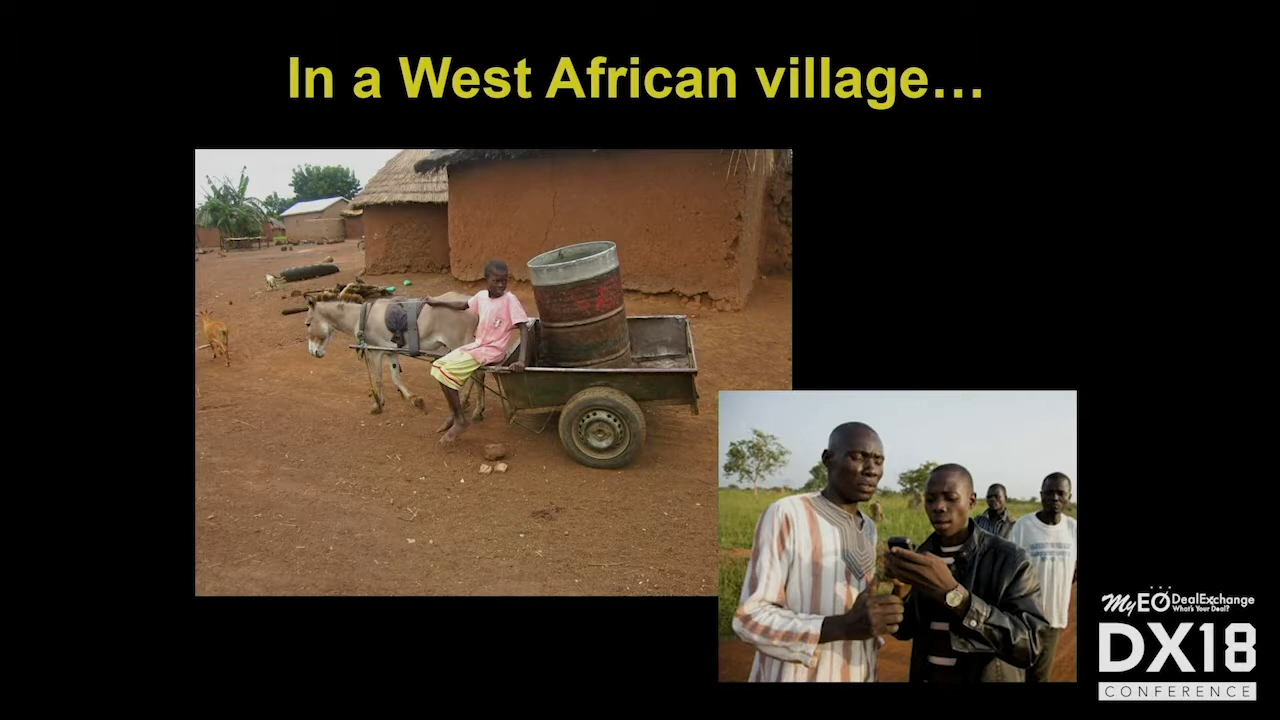 In a West African village…
MyEO DealExchange
What's Your Deal?
DX18
CONFERENCE